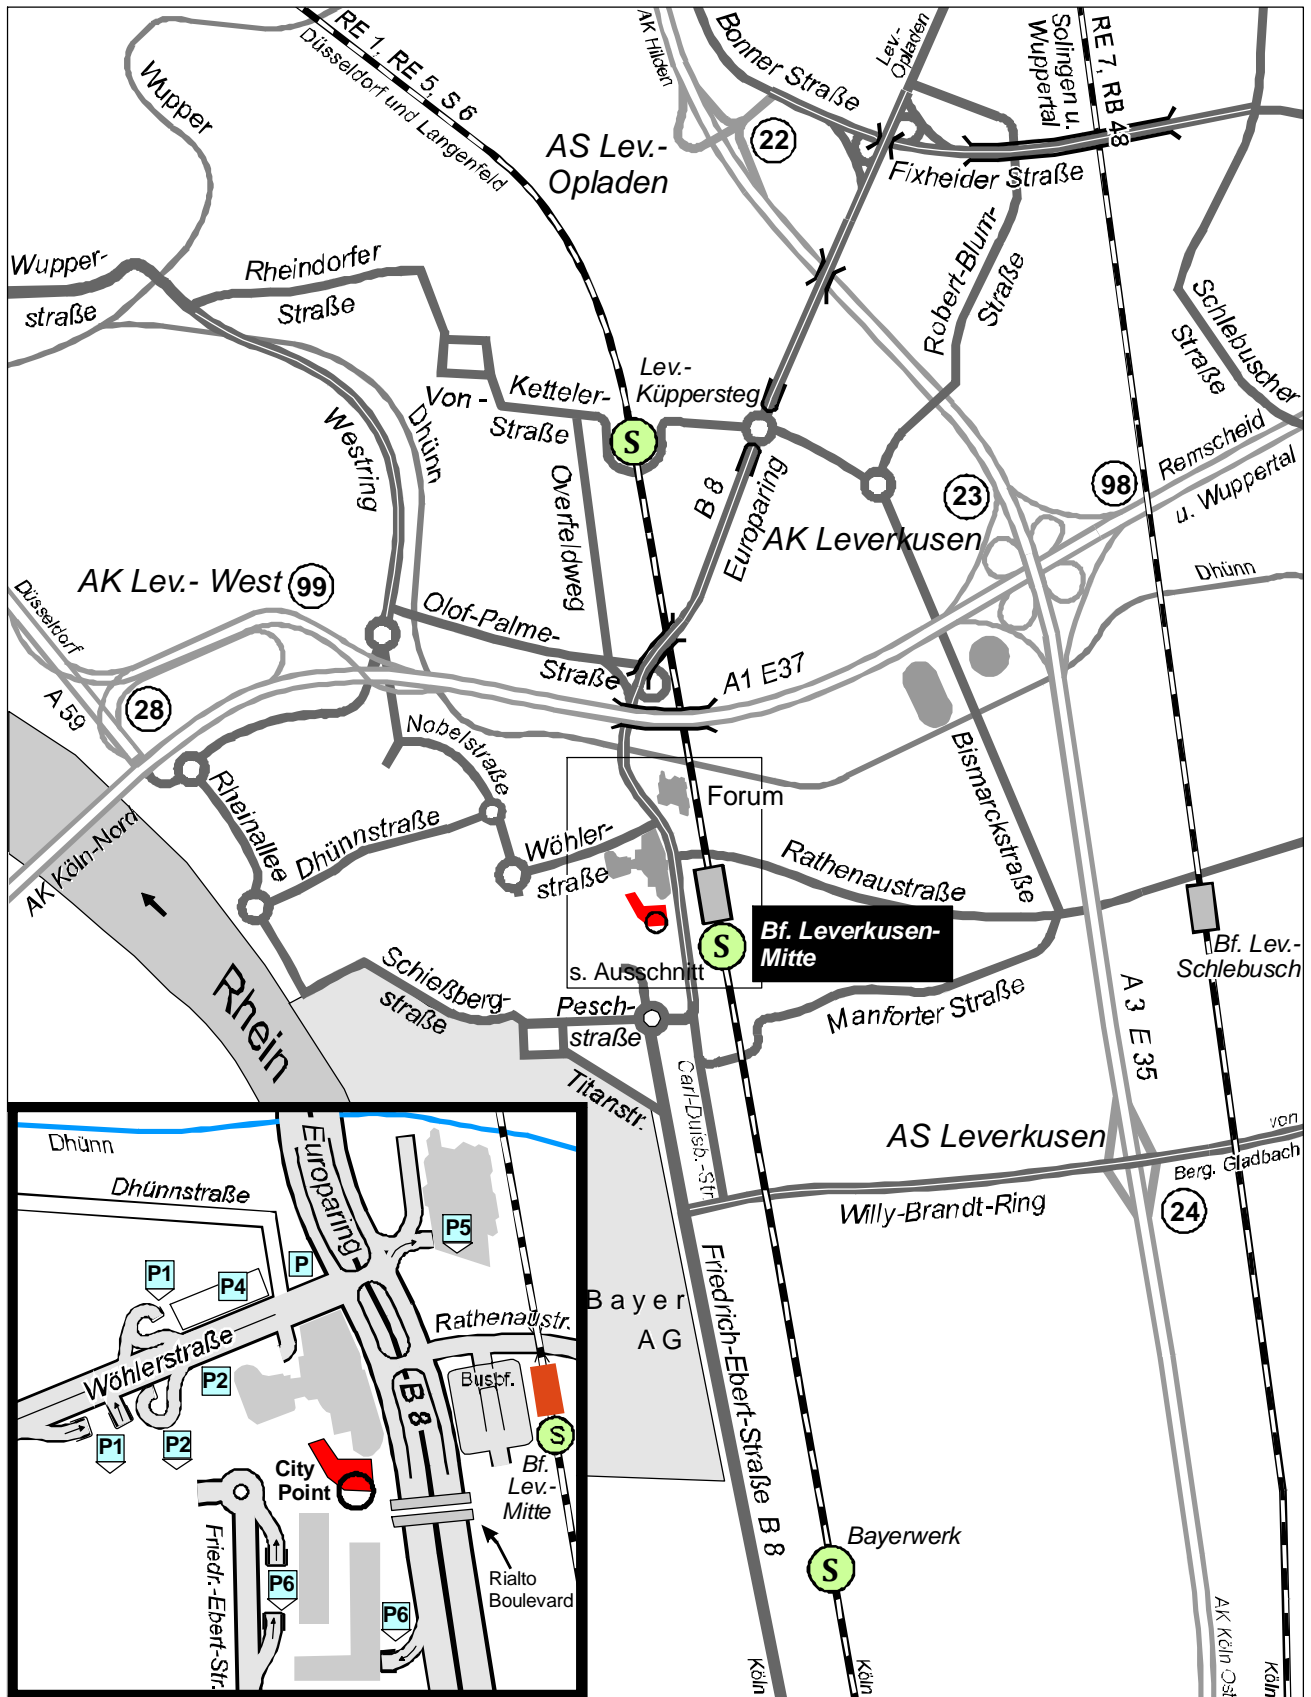 RE 1, RE 5, S 6
Düsseldorf und Langenfeld
Wupper
AK Hilden
Bonner Straße
Lev.-
Opladen
Solingen u.
Wuppertal
RE 7, RB 48
22
AS Lev.-
Opladen
Fixheider Straße
Robert-Blum-
Straße
Schlebuscher
Straße
Wupper-
straße
Rheindorfer
Straße
Westring
Dhünn
Von -
Ketteler-
Straße
Lev.-
Küppersteg
S
Overfeldweg
B 8
Europaring
23
98
Remscheid
u. Wuppertal
AK Leverkusen
Dhünn
AK Lev.- West
99
Düsseldorf
A 59
28
Olof-Palme-
Straße
A1 E37
Nobelstraße
Bismarckstraße
Forum
Rheinallee
Dhünnstraße
Wöhler-
straße
Rathenaustraße
AK Köln-Nord
Rhein
s. Ausschnitt
S
Bf. Leverkusen-
Mitte
Bf. Lev.-
Schlebusch
Schießberg-
straße
Pesch-
straße
Manforter Straße
A 3 E 35
Titanstr.
Carl-Duisb.-Str.
AS Leverkusen
von
Berg. Gladbach
24
Willy-Brandt-Ring
Bayer
AG
Friedrich-Ebert-Straße B 8
Bayerwerk
S
Köln
Köln
AK Köln Ost
Köln
Dhünn
Dhünnstraße
Europaring
P5
P
P1
P4
Rathenaustr.
Wöhlerstraße
P2
Busbf.
B 8
P1
P2
S
City
Point
Bf.
Lev.-
Mitte
Friedr.-Ebert-Str.
P6
P6
Rialto
Boulevard